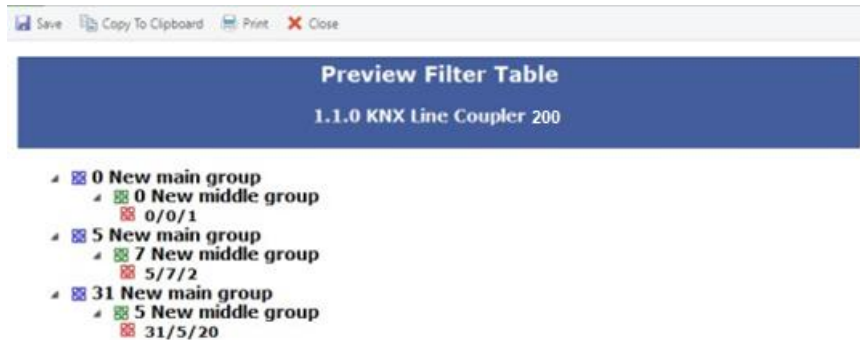 Save Copy To Clipboard Print Close
Preview Filter Table
1.1.0 KNX Line Coupler 200
0 New main group
0 New middle group
0/0/1
5 New main group
7 New middle group
5/7/2
31 New main group
5 New middle group
31/5/20